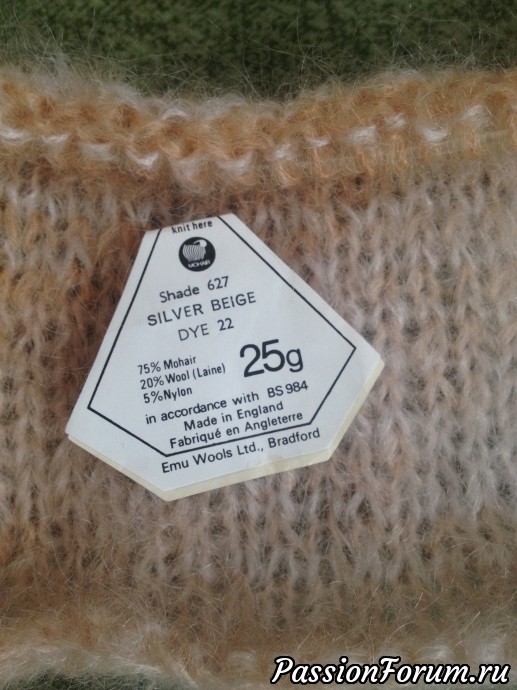 knit here
MOHAIR
Shade 627
SILVER BEIGE
DYE 22
75% Mohair
20% Wool (Laine)
5% Nylon
25g
in accordance with BS 984
Made in England
Fabriqué en Angleterre
Emu Wools Ltd., Bradford
PassionForum.ru